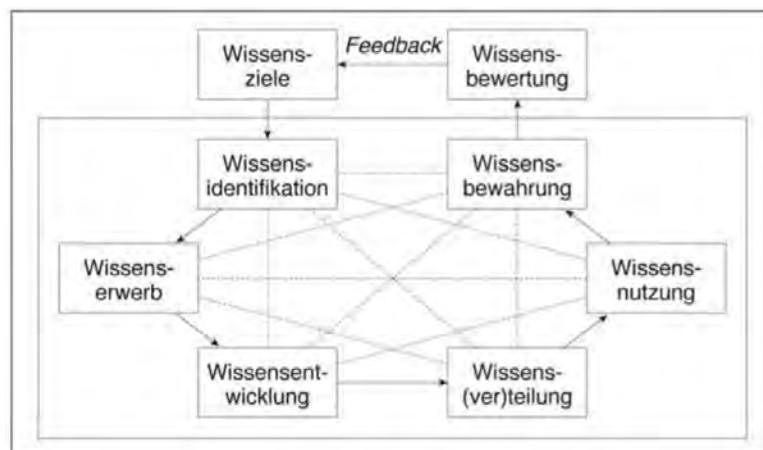 Wissens-
ziele
Feedback
Wissens-
bewertung
Wissens-
identifikation
Wissens-
bewahrung
Wissens-
erwerb
Wissens-
nutzung
Wissensent-
wicklung
Wissens-
(ver)teilung